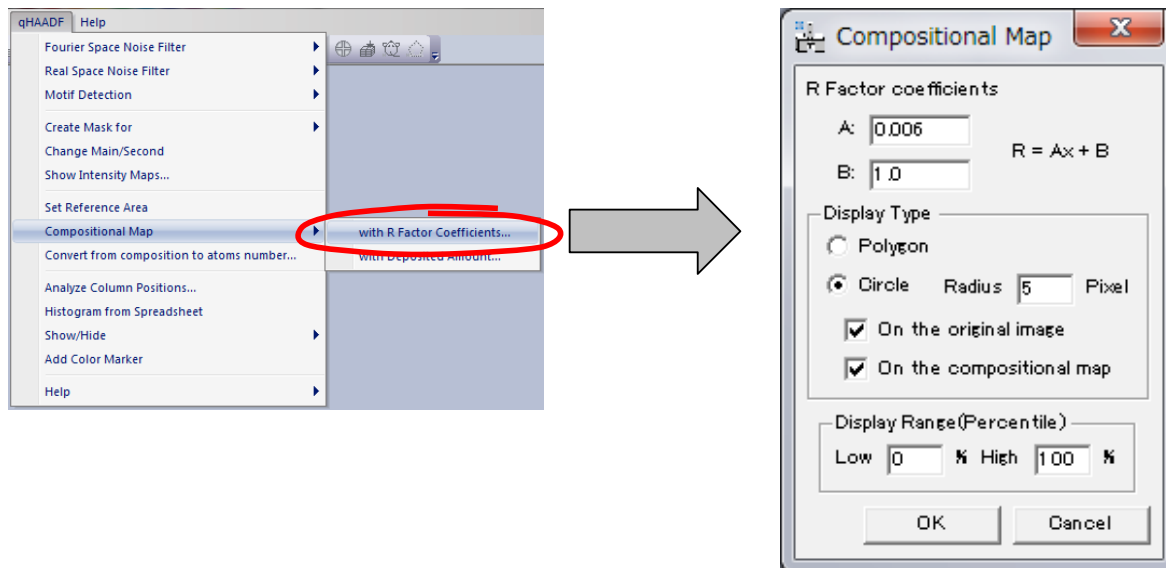 qHAADF Help
Fourier Space Noise Filter
Real Space Noise Filter
Motif Detection
Create Mask for
Change Main/Second
Show Intensity Maps...
Set Reference Area
Compositional Map
with R Factor Coefficients...
Convert from composition to atoms number...
with Deposited Amount...
Analyze Column Positions...
Histogram from Spreadsheet
Show/Hide
Add Color Marker
Help
Compositional Map
R Factor coefficients
A: 0.006
R = Ax + B
B: 1.0
Display Type
Polygon
Circle Radius 5 Pixel
On the original image
On the compositional map
Display Range(Percentile)
Low 0 % High 100 %
OK Cancel